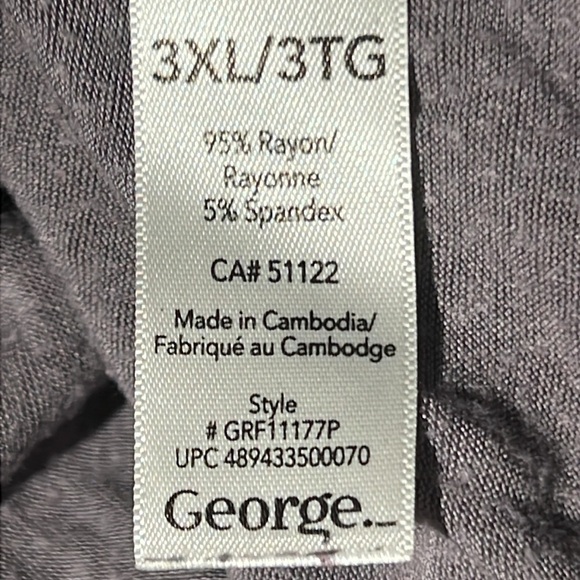 3XL/3TG
95% Rayon/
Rayonne
5% Spandex
CA# 51122
Made in Cambodia/
Fabriqué au Cambodge
Style
# GRF11177P
UPC 489433500070
George._